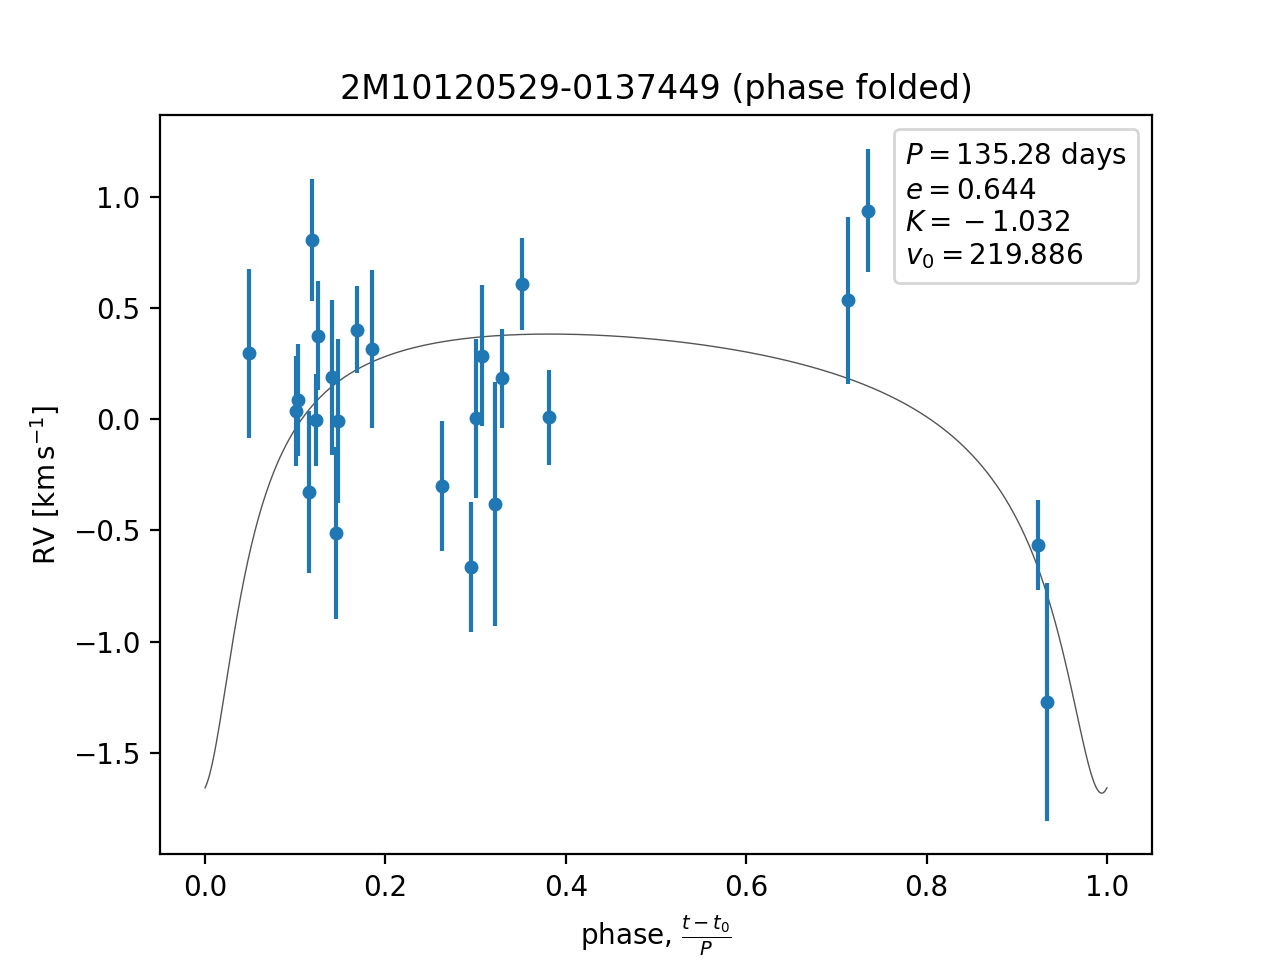 2M10120529-0137449 (phase folded)
P = 135.28 days
e = 0.644
K = −1.032
v₀ = 219.886
1.0
0.5
0.0
−0.5
−1.0
−1.5
RV [km s⁻¹]
0.0 0.2 0.4 0.6 0.8 1.0
phase, (t − t₀)/P